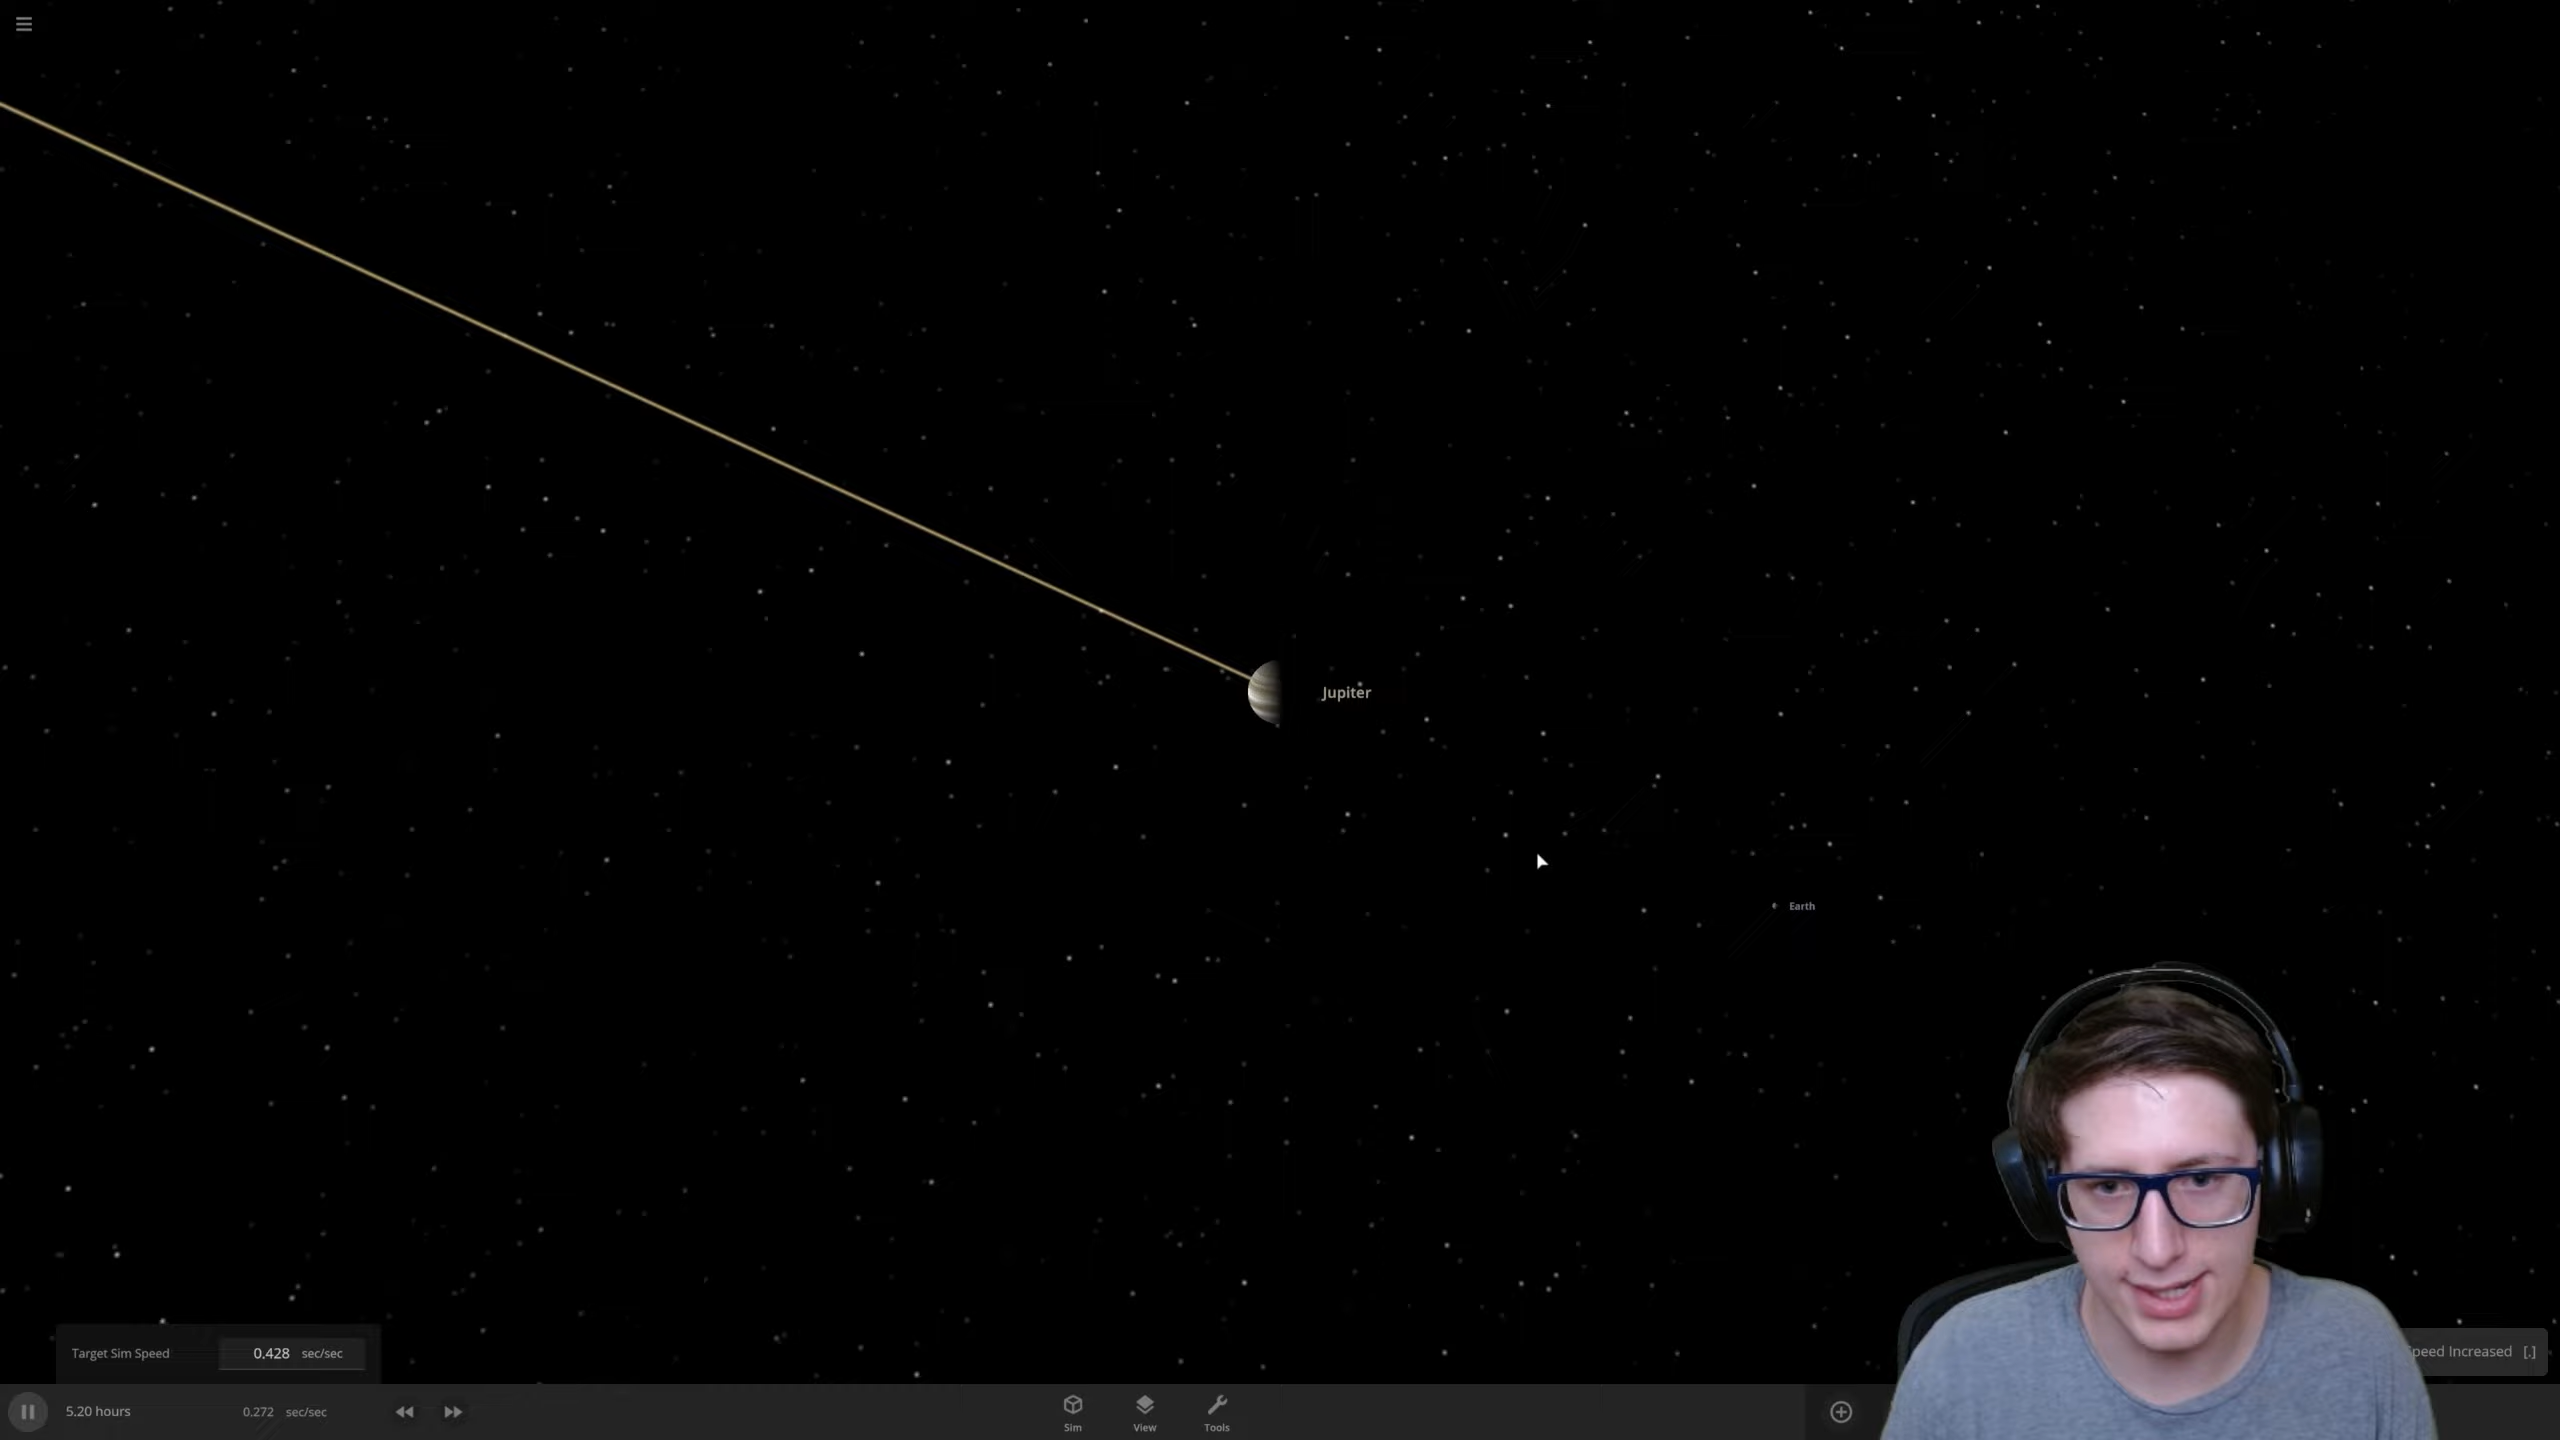 Jupiter
Earth
Target Sim Speed 0.428 sec/sec
peed Increased [.]
5.20 hours 0.272 sec/sec
Sim View Tools